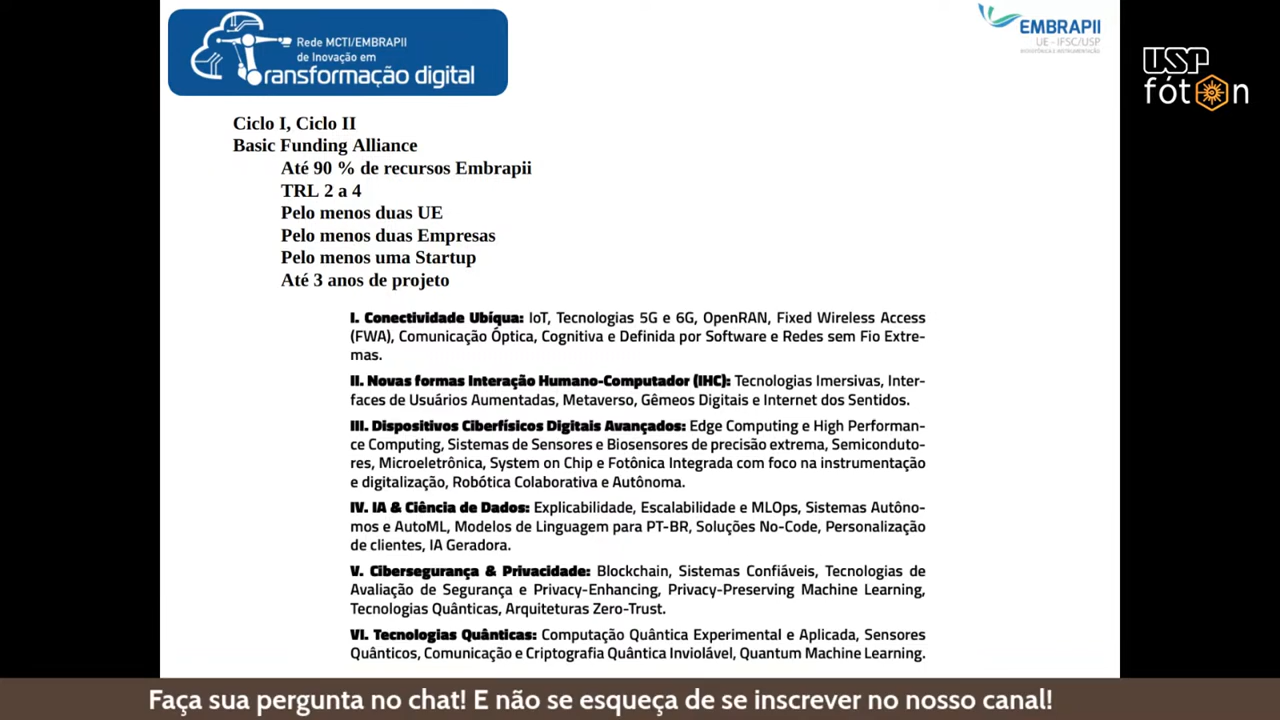 Rede MCTI/EMBRAPII
de Inovação em
Transformação digital
EMBRAPII
UE - IFSC/USP
BIOFOTÔNICA E INSTRUMENTAÇÃO
USP
fóton
Ciclo I, Ciclo II
Basic Funding Alliance
Até 90 % de recursos Embrapii
TRL 2 a 4
Pelo menos duas UE
Pelo menos duas Empresas
Pelo menos uma Startup
Até 3 anos de projeto
I. Conectividade Ubíqua: IoT, Tecnologias 5G e 6G, OpenRAN, Fixed Wireless Access
(FWA), Comunicação Óptica, Cognitiva e Definida por Software e Redes sem Fio Extre-
mas.
II. Novas formas Interação Humano-Computador (IHC): Tecnologias Imersivas, Inter-
faces de Usuários Aumentadas, Metaverso, Gêmeos Digitais e Internet dos Sentidos.
III. Dispositivos Ciberfísicos Digitais Avançados: Edge Computing e High Performan-
ce Computing, Sistemas de Sensores e Biosensores de precisão extrema, Semiconduto-
res, Microeletrônica, System on Chip e Fotônica Integrada com foco na instrumentação
e digitalização, Robótica Colaborativa e Autônoma.
IV. IA & Ciência de Dados: Explicabilidade, Escalabilidade e MLOps, Sistemas Autôno-
mos e AutoML, Modelos de Linguagem para PT-BR, Soluções No-Code, Personalização
de clientes, IA Geradora.
V. Cibersegurança & Privacidade: Blockchain, Sistemas Confiáveis, Tecnologias de
Avaliação de Segurança e Privacy-Enhancing, Privacy-Preserving Machine Learning,
Tecnologias Quânticas, Arquiteturas Zero-Trust.
VI. Tecnologias Quânticas: Computação Quântica Experimental e Aplicada, Sensores
Quânticos, Comunicação e Criptografia Quântica Inviolável, Quantum Machine Learning.
Faça sua pergunta no chat! E não se esqueça de se inscrever no nosso canal!